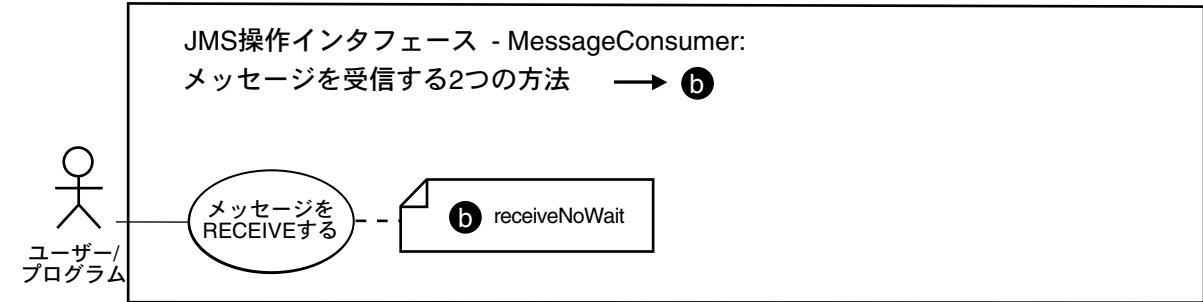 JMS操作インタフェース - MessageConsumer:
メッセージを受信する2つの方法 b
メッセージを
RECEIVEする
b receiveNoWait
ユーザー/
プログラム